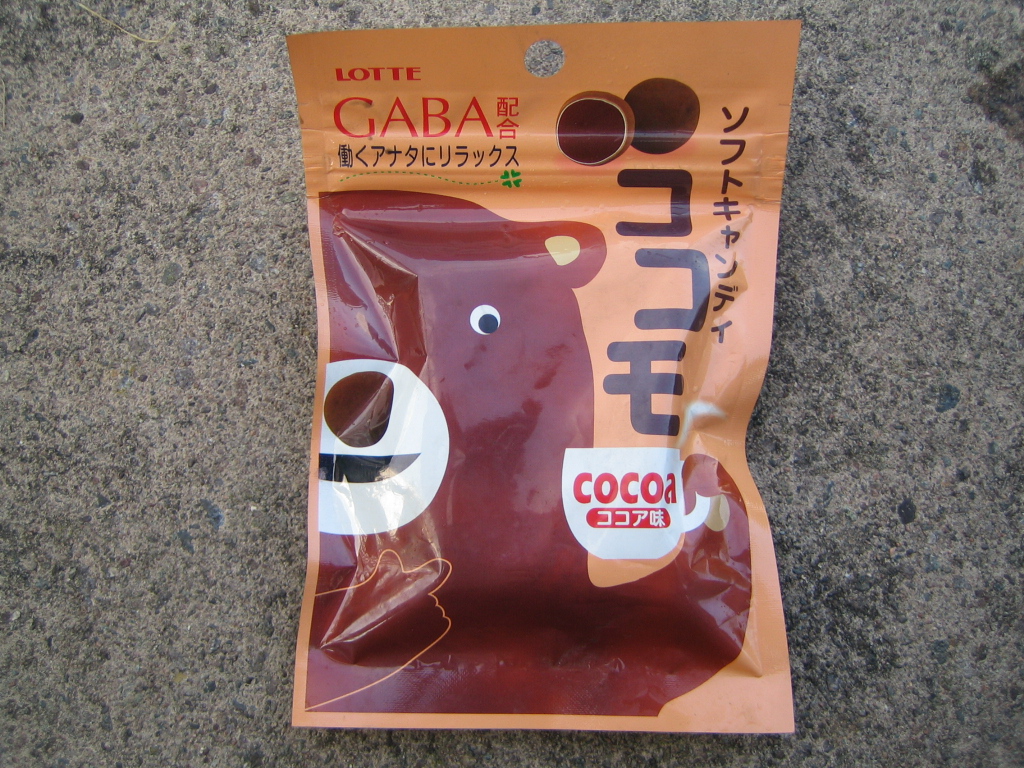 LOTTE
GABA配合
働くアナタにリラックス
ソフトキャンディ
ココモ
cocoa
ココア味